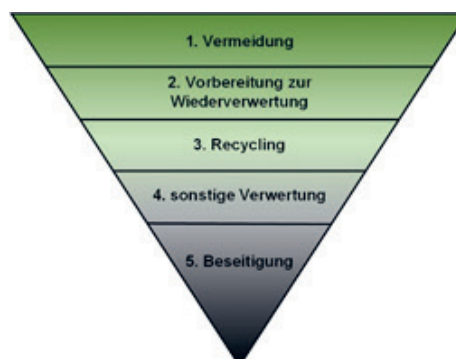 1. Vermeidung
2. Vorbereitung zur
Wiederverwertung
3. Recycling
4. sonstige Verwertung
5. Beseitigung